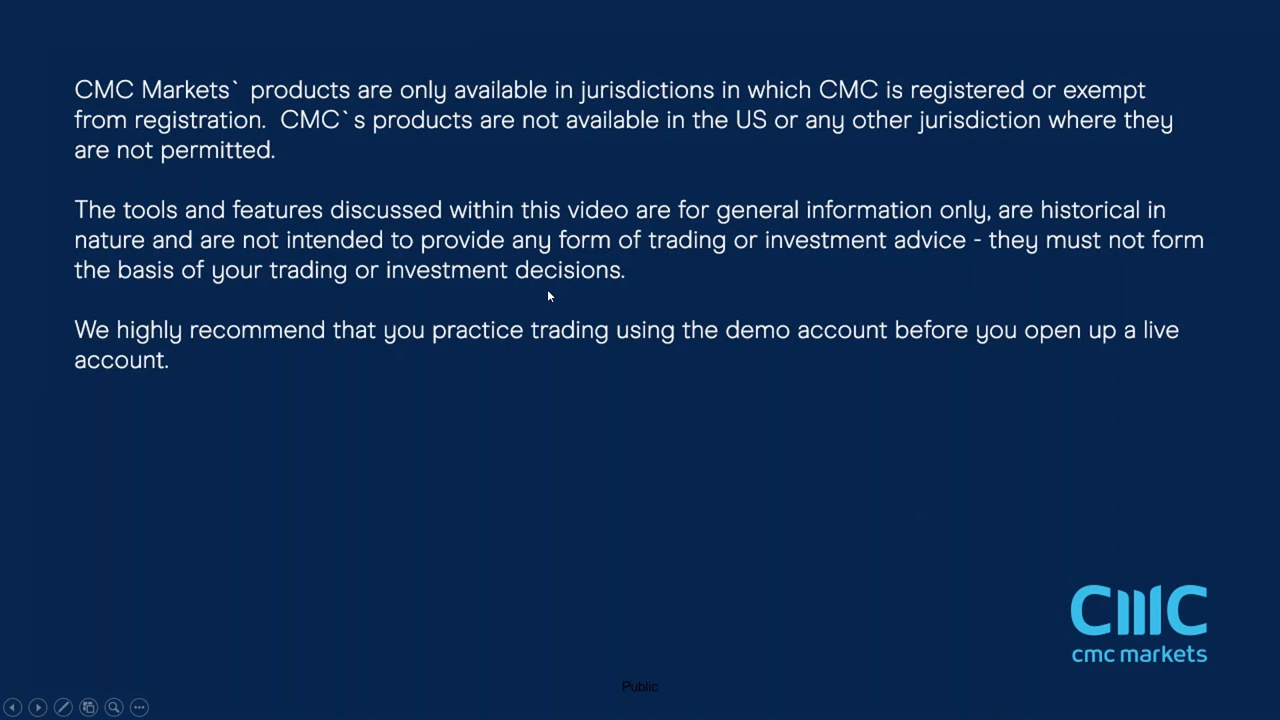 CMC Markets` products are only available in jurisdictions in which CMC is registered or exempt
from registration.  CMC`s products are not available in the US or any other jurisdiction where they
are not permitted.
The tools and features discussed within this video are for general information only, are historical in
nature and are not intended to provide any form of trading or investment advice - they must not form
the basis of your trading or investment decisions.
We highly recommend that you practice trading using the demo account before you open up a live
account.
CMC
cmc markets
Public